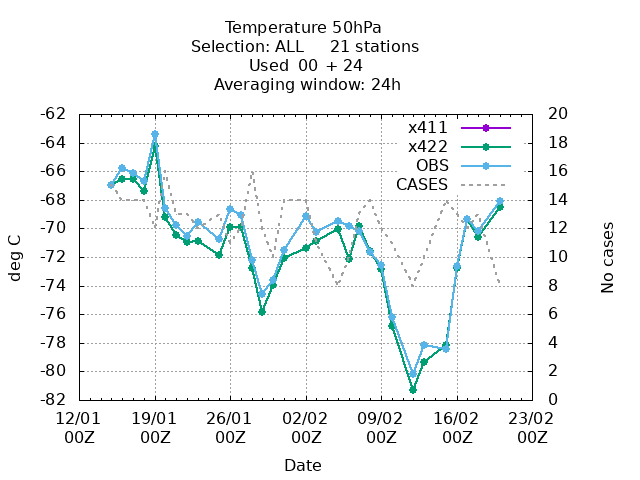 Temperature 50hPa
Selection: ALL 21 stations
Used 00 + 24
Averaging window: 24h
-62
-64
-66
-68
-70
-72
-74
-76
-78
-80
-82
deg C
20
18
16
14
12
10
8
6
4
2
0
No cases
x411
x422
OBS
CASES
12/01 19/01 26/01 02/02 09/02 16/02 23/02
00Z 00Z 00Z 00Z 00Z 00Z 00Z
Date